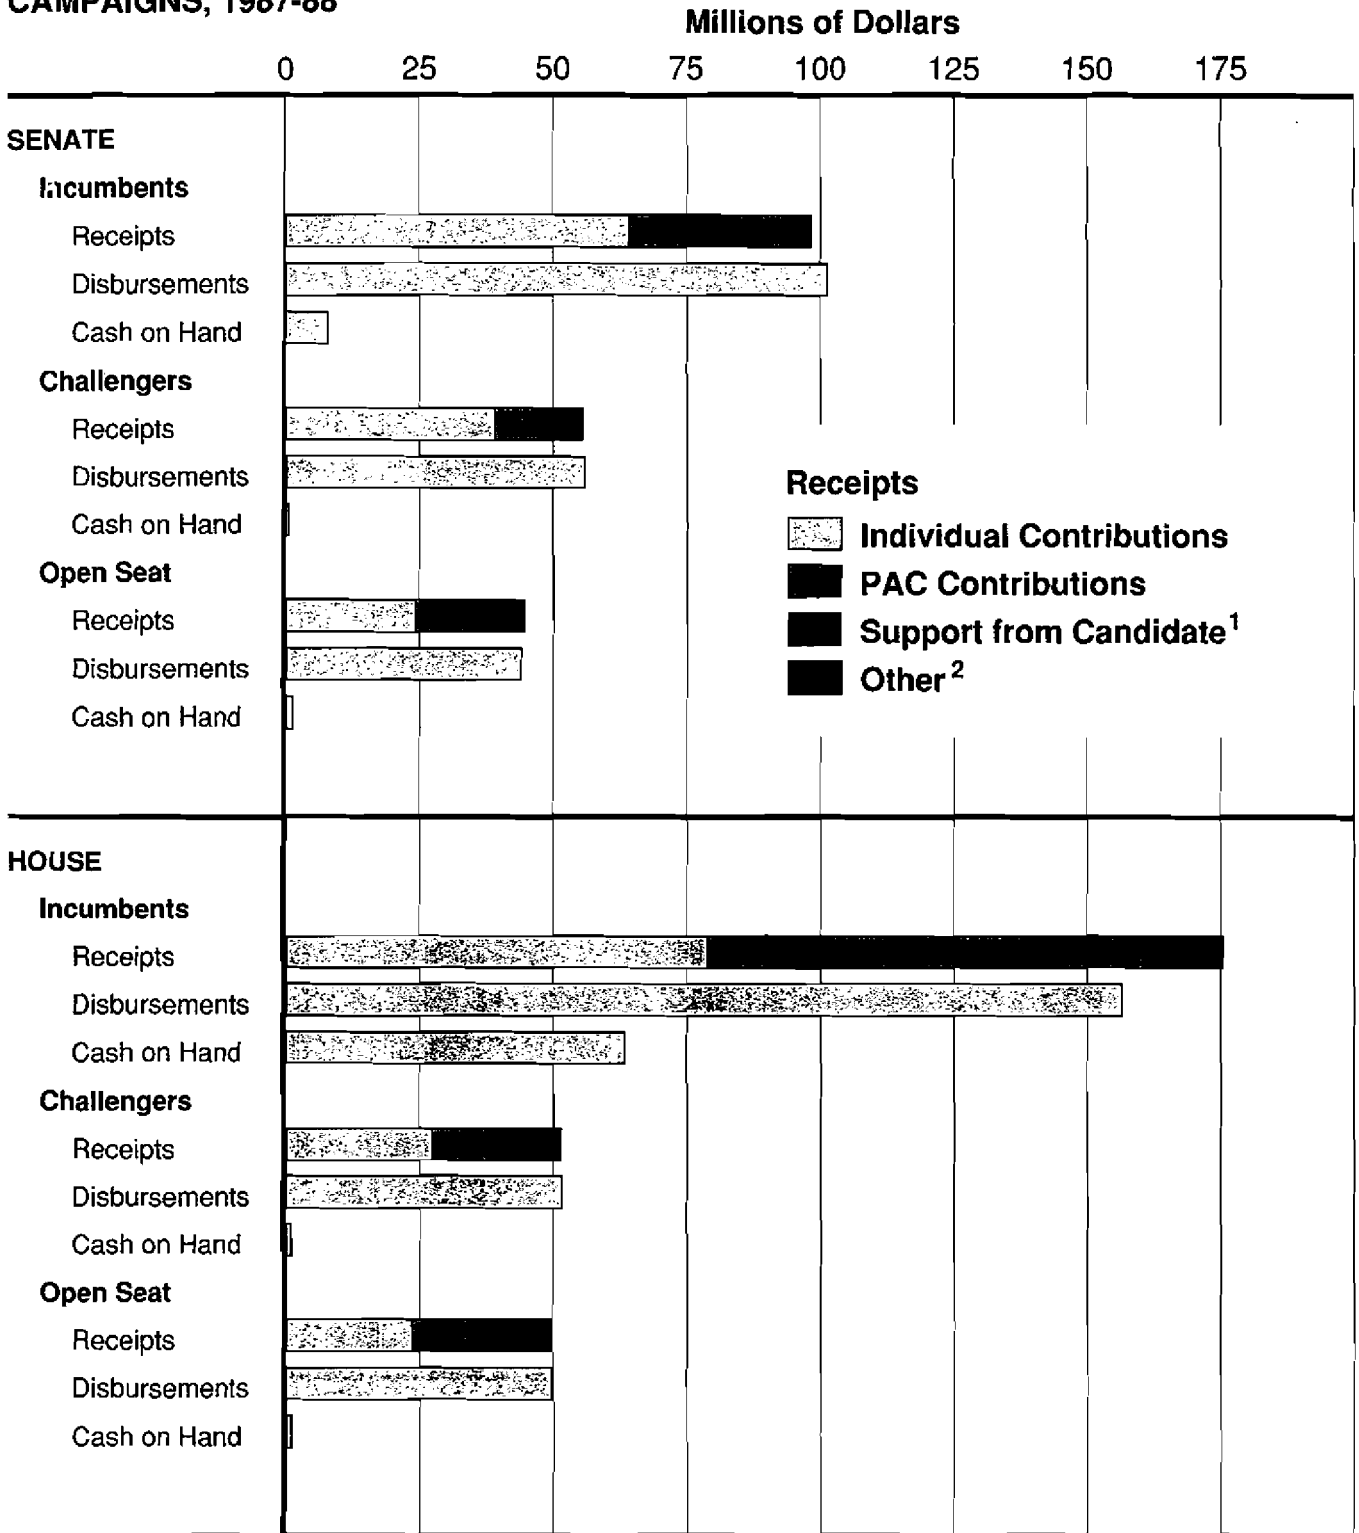 CAMPAIGNS, 1987-88
Millions of Dollars
0 25 50 75 100 125 150 175
SENATE
Incumbents
Receipts
Disbursements
Cash on Hand
Challengers
Receipts
Disbursements
Cash on Hand
Open Seat
Receipts
Disbursements
Cash on Hand
Receipts
Individual Contributions
PAC Contributions
Support from Candidate¹
Other²
HOUSE
Incumbents
Receipts
Disbursements
Cash on Hand
Challengers
Receipts
Disbursements
Cash on Hand
Open Seat
Receipts
Disbursements
Cash on Hand